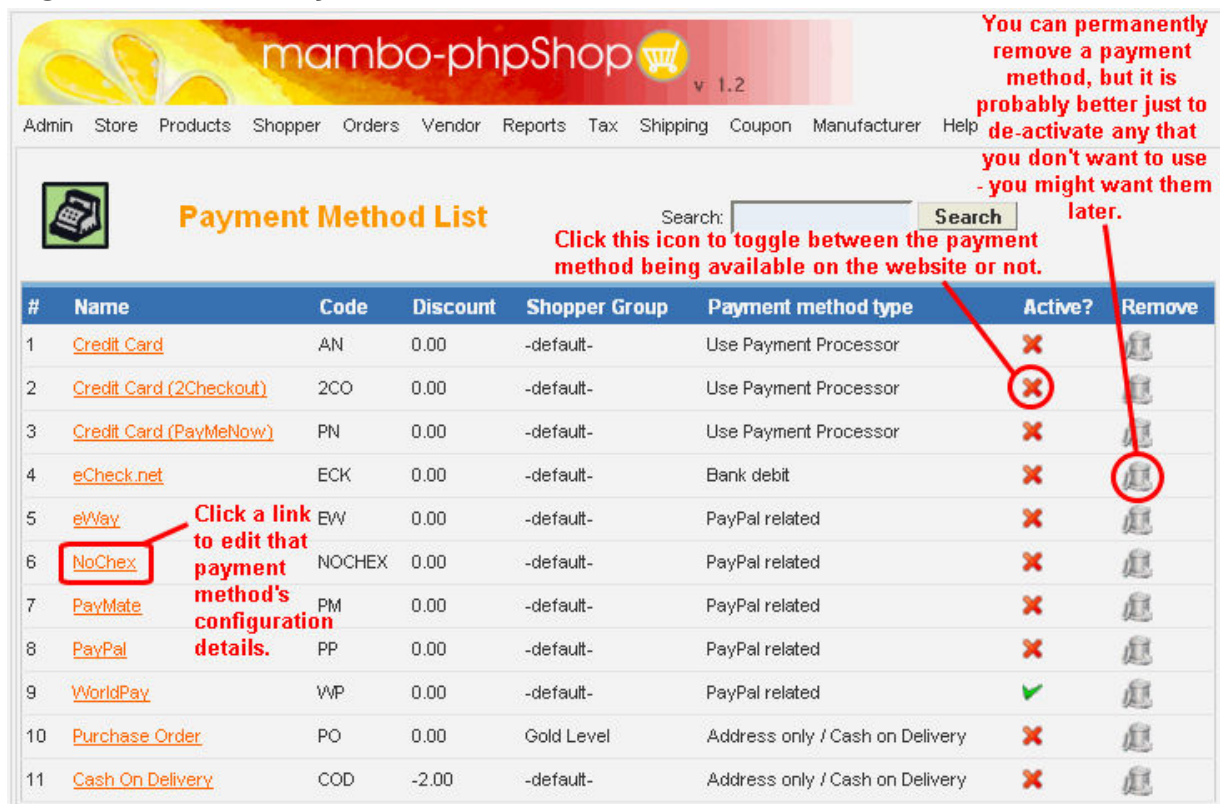 mambo-phpShop
v 1.2
You can permanently
remove a payment
method, but it is
probably better just to
de-activate any that
you don't want to use
- you might want them
later.
Admin Store Products Shopper Orders Vendor Reports Tax Shipping Coupon Manufacturer Help
Payment Method List
Search: Search
Click this icon to toggle between the payment
method being available on the website or not.
# Name Code Discount Shopper Group Payment method type Active? Remove
1 Credit Card AN 0.00 -default- Use Payment Processor
2 Credit Card (2Checkout) 2CO 0.00 -default- Use Payment Processor
3 Credit Card (PayMeNow) PN 0.00 -default- Use Payment Processor
4 eCheck.net ECK 0.00 -default- Bank debit
5 eWay EW 0.00 -default- PayPal related
6 NoChex NOCHEX 0.00 -default- PayPal related
7 PayMate PM 0.00 -default- PayPal related
8 PayPal PP 0.00 -default- PayPal related
9 WorldPay WP 0.00 -default- PayPal related
10 Purchase Order PO 0.00 Gold Level Address only / Cash on Delivery
11 Cash On Delivery COD -2.00 -default- Address only / Cash on Delivery
Click a link
to edit that
payment
method's
configuration
details.